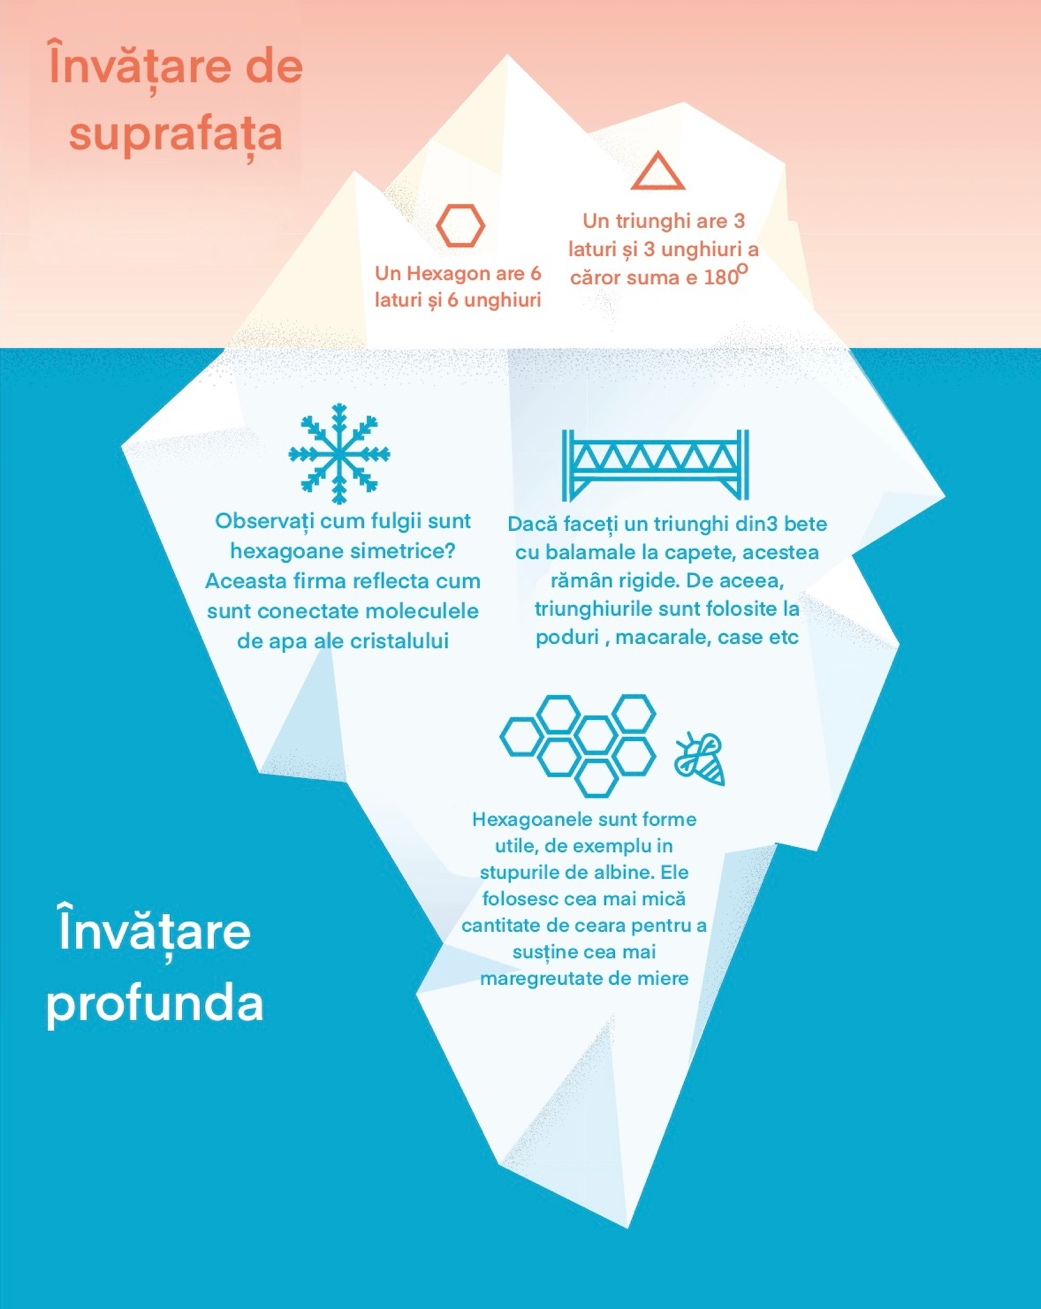 Învățare de
suprafața
Un Hexagon are 6
laturi și 6 unghiuri
Un triunghi are 3
laturi și 3 unghiuri a
căror suma e 180°
Observați cum fulgii sunt
hexagoane simetrice?
Aceasta firma reflecta cum
sunt conectate moleculele
de apa ale cristalului
Dacă faceți un triunghi din3 bete
cu balamale la capete, acestea
rămân rigide. De aceea,
triunghiurile sunt folosite la
poduri , macarale, case etc
Hexagoanele sunt forme
utile, de exemplu in
stupurile de albine. Ele
folosesc cea mai mică
cantitate de ceara pentru a
susține cea mai
maregreutate de miere
Învățare
profunda